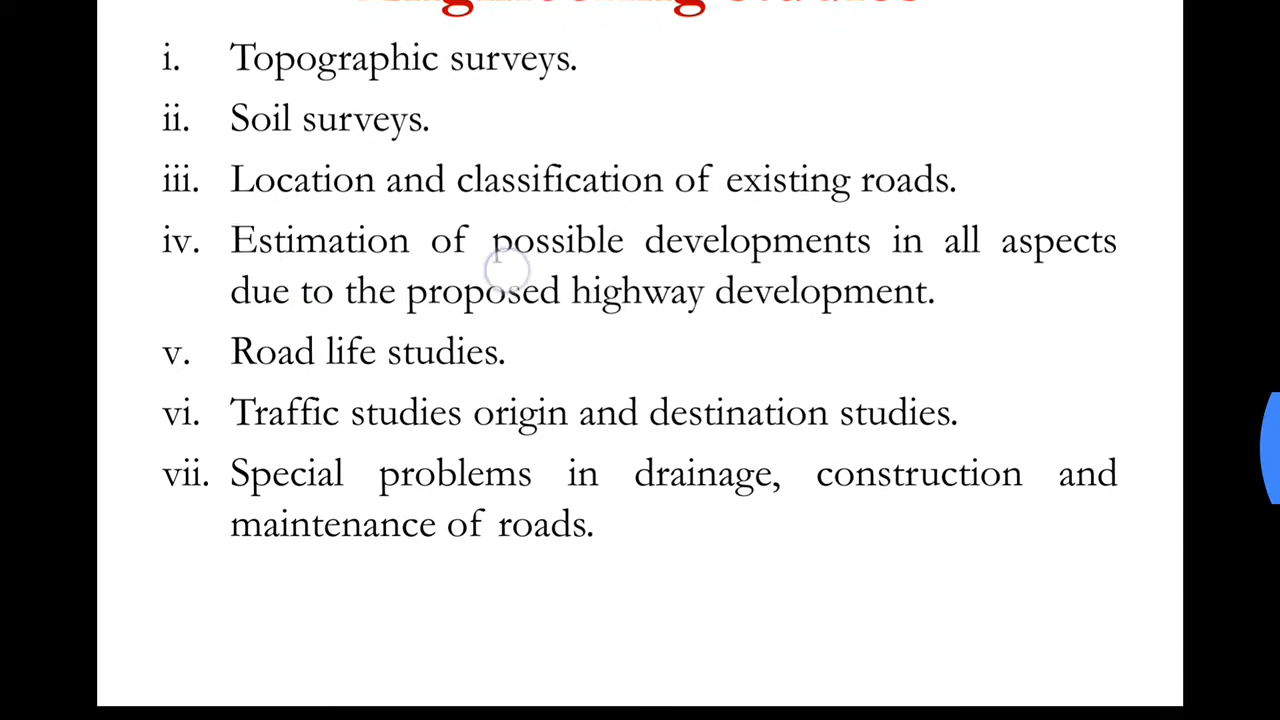 Engineering Studies
i. Topographic surveys.
ii. Soil surveys.
iii. Location and classification of existing roads.
iv. Estimation of possible developments in all aspects
due to the proposed highway development.
v. Road life studies.
vi. Traffic studies origin and destination studies.
vii. Special problems in drainage, construction and
maintenance of roads.